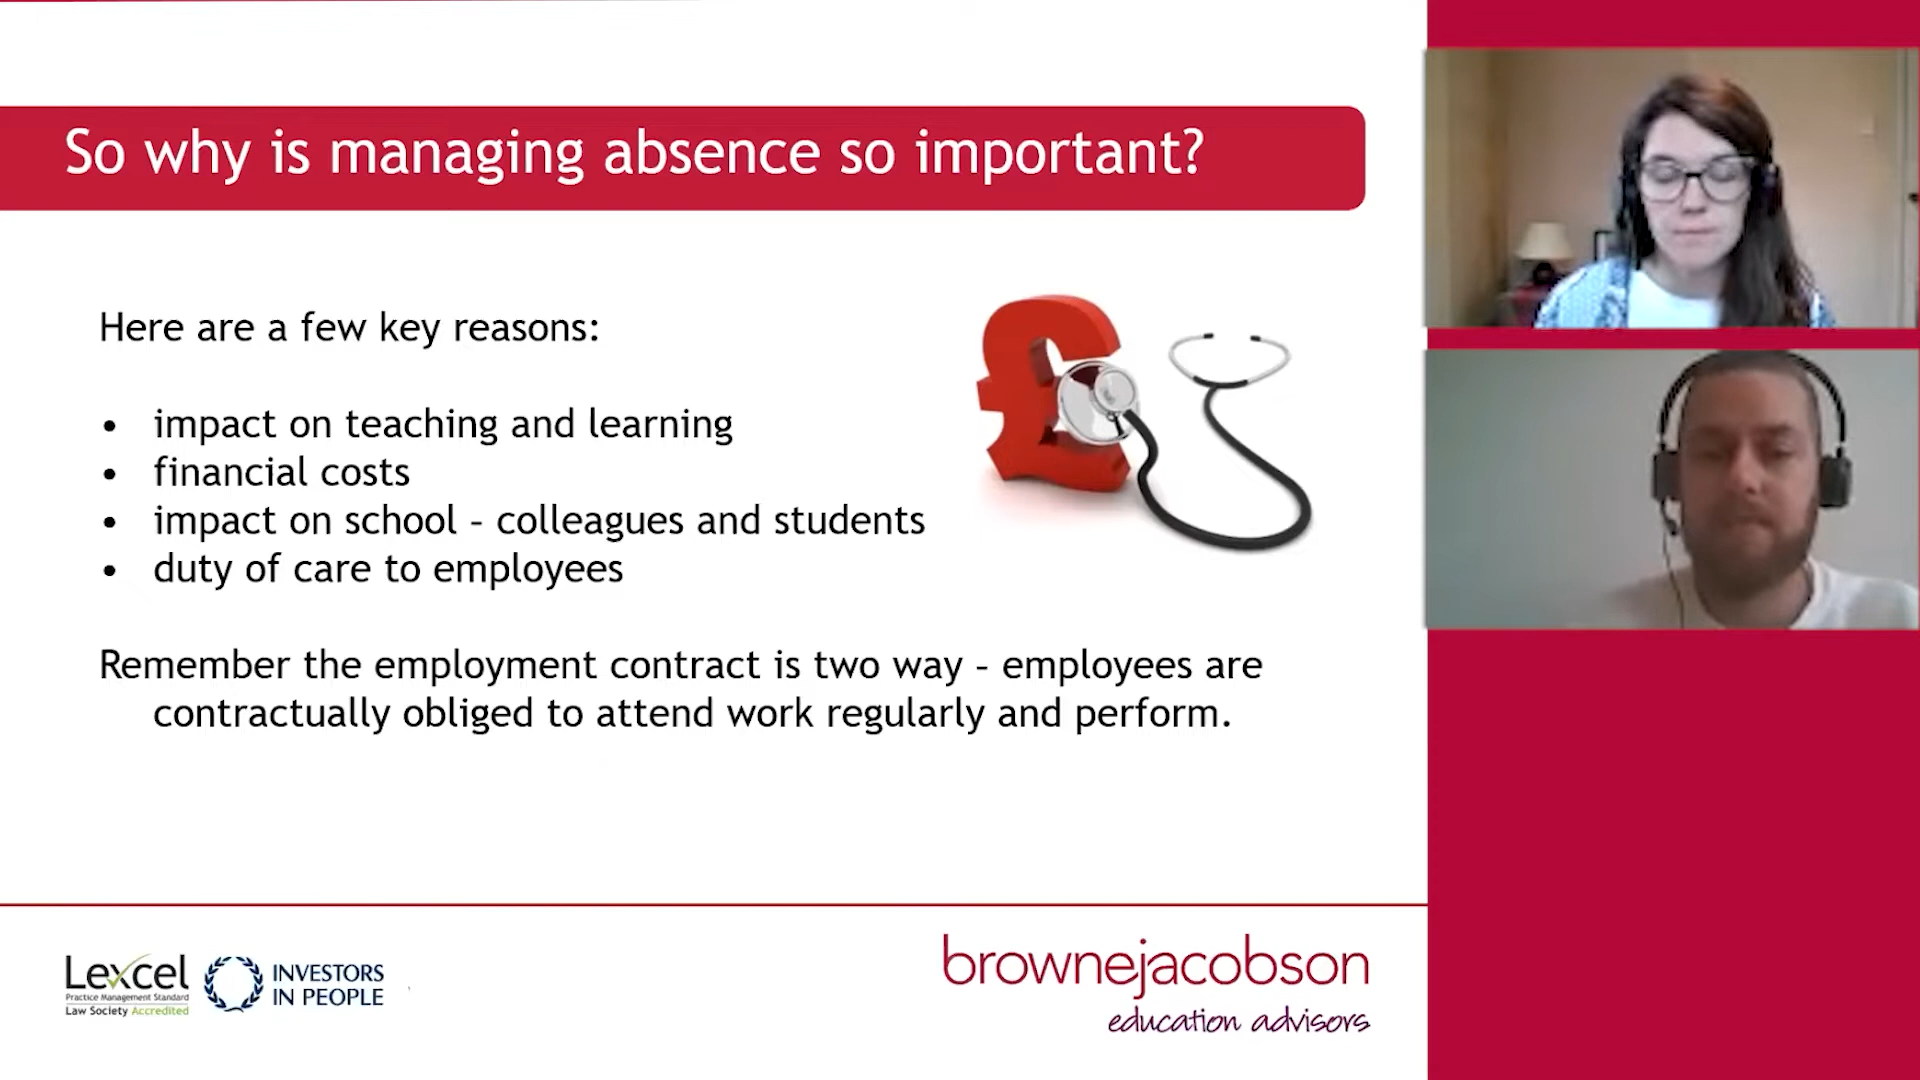 So why is managing absence so important?
Here are a few key reasons:
• impact on teaching and learning
• financial costs
• impact on school – colleagues and students
• duty of care to employees
Remember the employment contract is two way – employees are
contractually obliged to attend work regularly and perform.
Lexcel
Practice Management Standard
Law Society Accredited
INVESTORS
IN PEOPLE
brownejacobson
education advisors